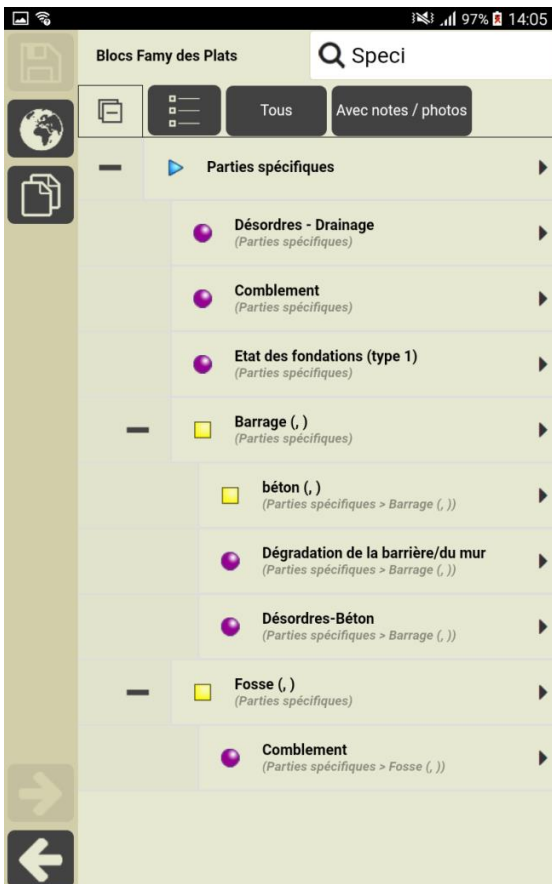 97% 14:05
Blocs Famy des Plats
Speci
Tous
Avec notes / photos
Parties spécifiques
Désordres - Drainage
(Parties spécifiques)
Comblement
(Parties spécifiques)
Etat des fondations (type 1)
(Parties spécifiques)
Barrage (, )
(Parties spécifiques)
béton (, )
(Parties spécifiques > Barrage (, ))
Dégradation de la barrière/du mur
(Parties spécifiques > Barrage (, ))
Désordres-Béton
(Parties spécifiques > Barrage (, ))
Fosse (, )
(Parties spécifiques)
Comblement
(Parties spécifiques > Fosse (, ))